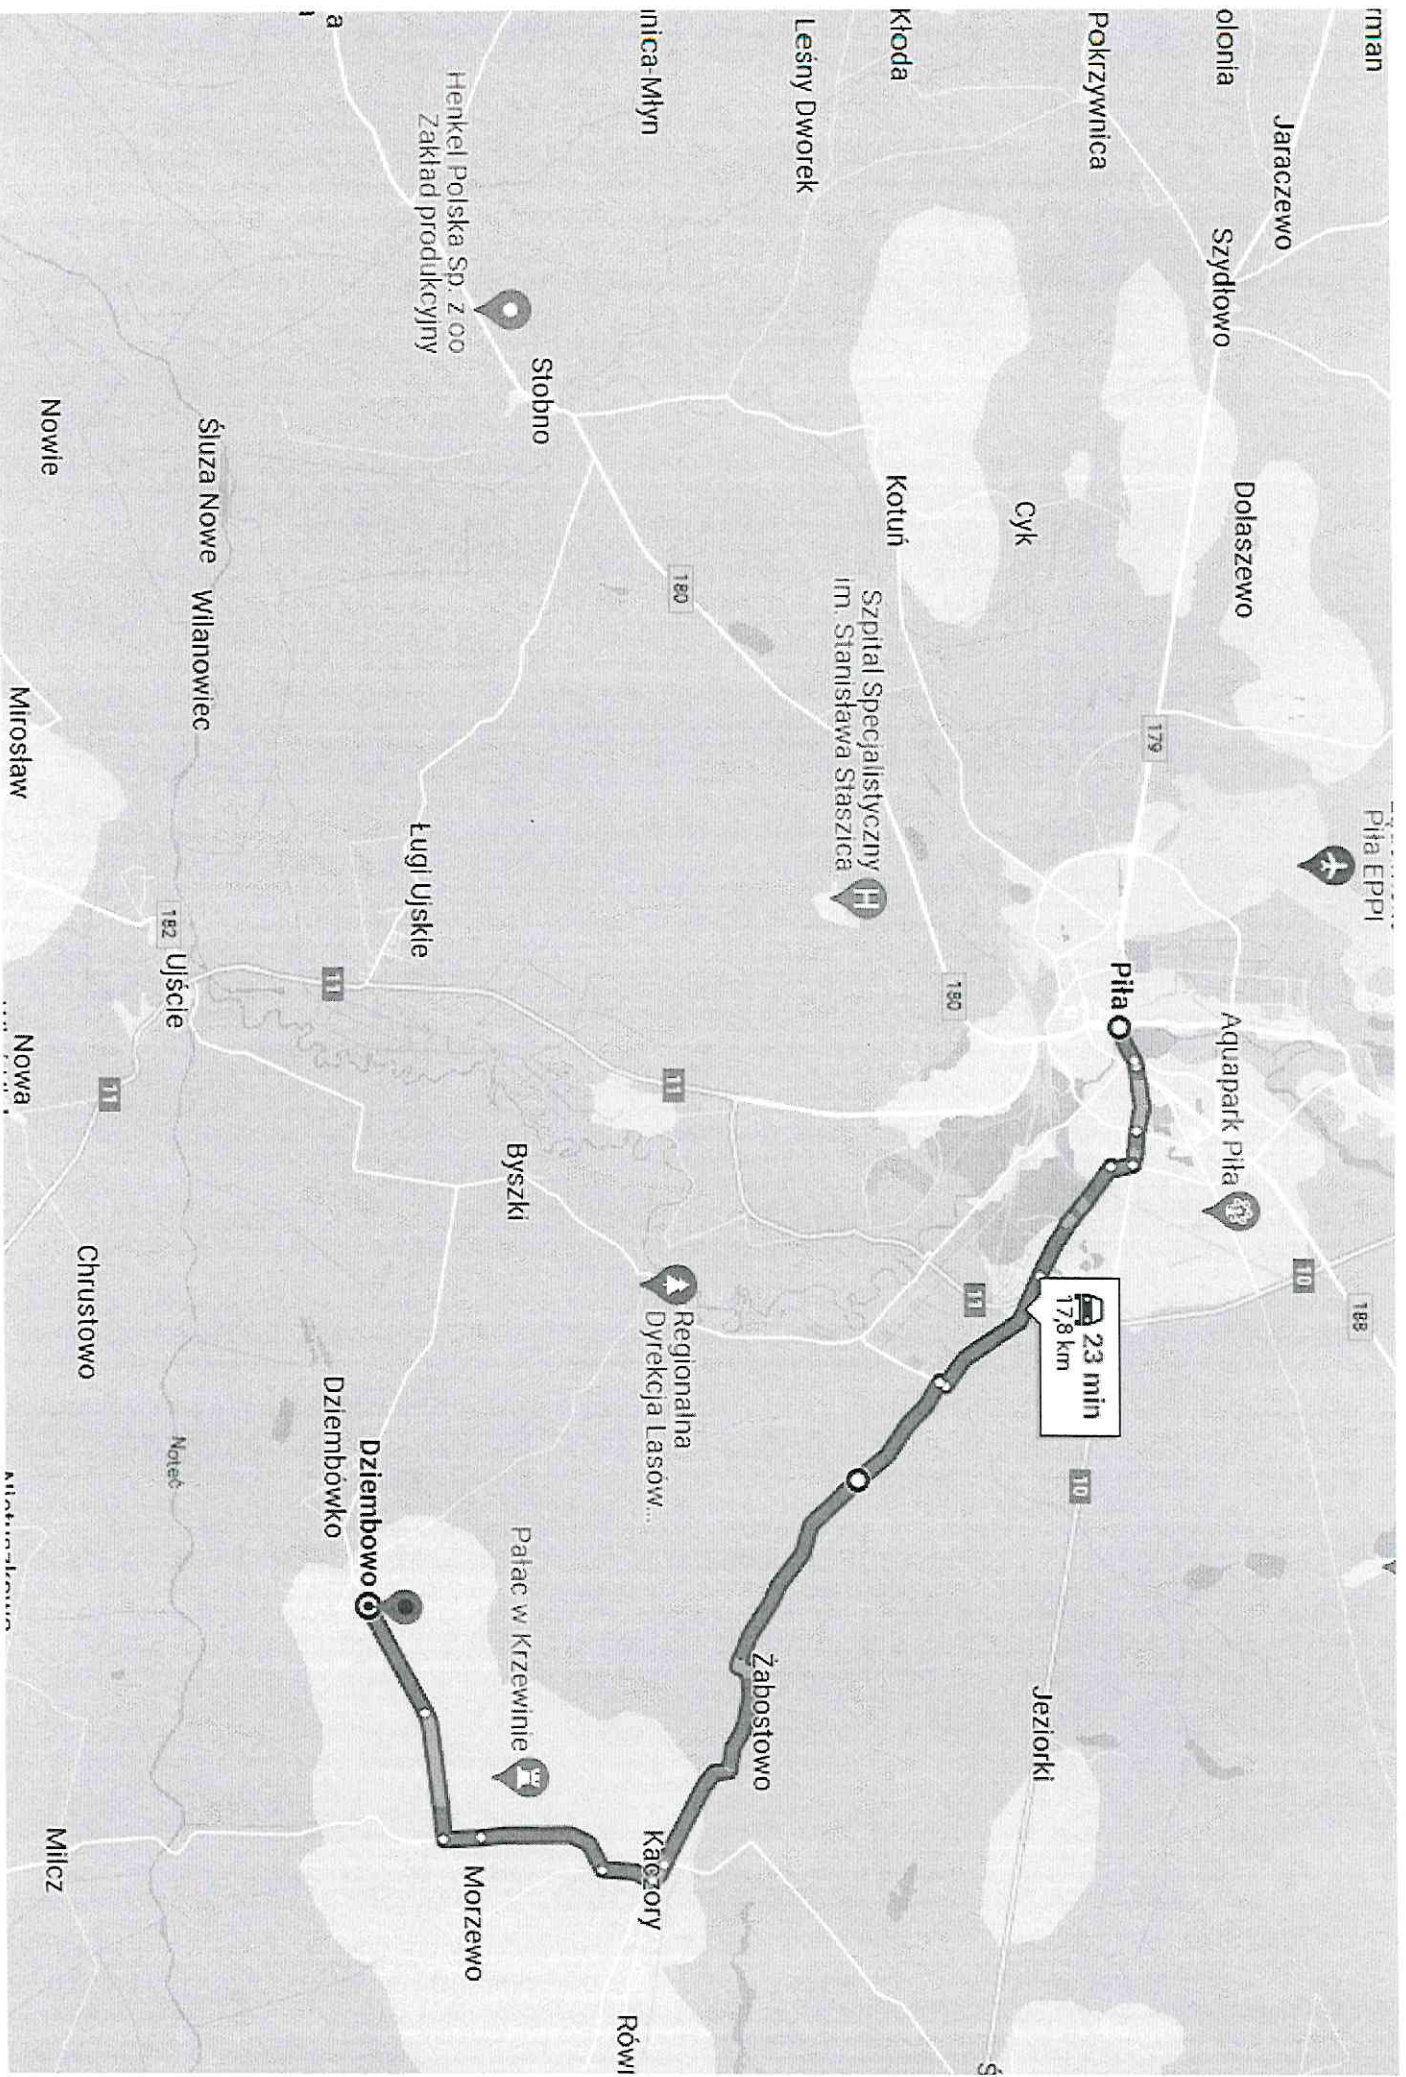 rman
olonia
Jaraczewo
Pokrzywnica
Szydłowo
Kłoda
Leśny Dworek
nica-Młyn
a
Henkel Polska Sp. z oo
Zakład produkcyjny
Stobno
Dolaszewo
Cyk
Kotuń
Śluza Nowe
Nowie
Wilanowiec
Mirosław
180
Szpital Specjalistyczny
im. Stanisława Staszica
179
Piła EPPI
Ługi Ujskie
182
Ujście
11
180
Piła
Aquapark Piła
11
11
Nowa
Byszki
Chrustowo
Regionalna
Dyrekcja Lasów...
11
10
188
23 min
17,8 km
10
Dziembówko
Dziembowo
Noteć
Pałac w Krzewinie
Żabostowo
Jeziorki
Kaczory
Morzewo
Milcz
Rówi
Ś